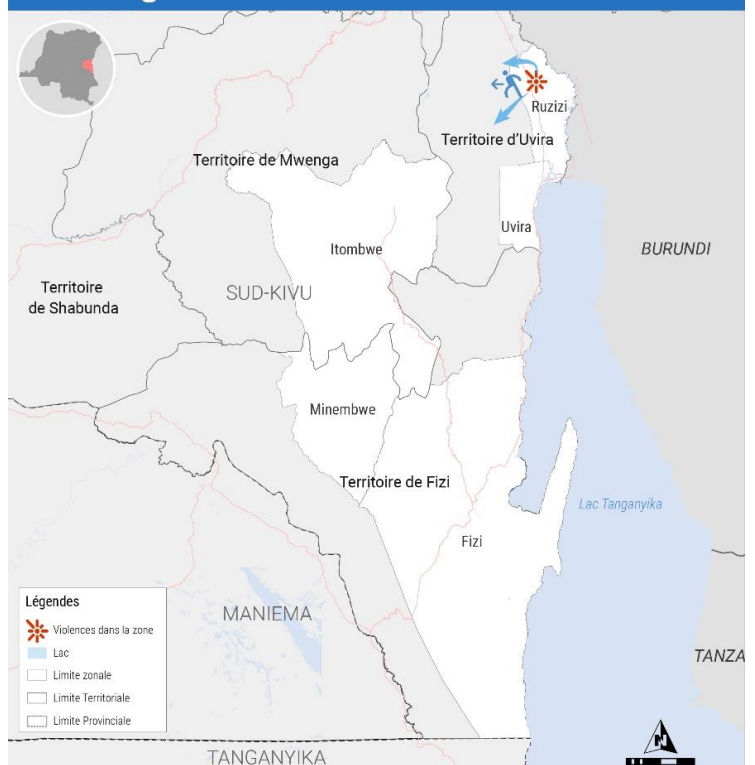 Ruzizi
Territoire d'Uvira
Territoire de Mwenga
Uvira
Itombwe
BURUNDI
Territoire
de Shabunda
SUD-KIVU
Minembwe
Territoire de Fizi
Lac Tanganyika
Fizi
Légendes
Violences dans la zone
Lac
Limite zonale
Limite Territoriale
Limite Provinciale
MANIEMA
TANZA
N
TANGANYIKA